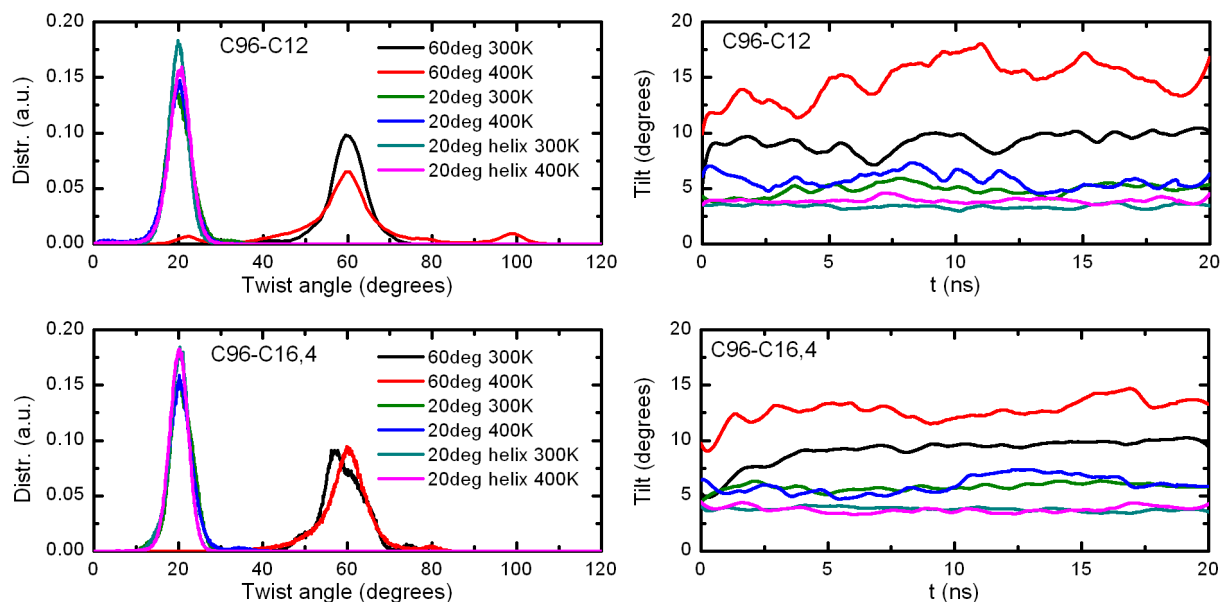 C96-C12
60deg 300K
60deg 400K
20deg 300K
20deg 400K
20deg helix 300K
20deg helix 400K
0.20
0.15
0.10
0.05
0.00
Distr. (a.u.)
0 20 40 60 80 100 120
Twist angle (degrees)
C96-C12
20
15
10
5
0
Tilt (degrees)
0 5 10 15 20
t (ns)
C96-C16,4
60deg 300K
60deg 400K
20deg 300K
20deg 400K
20deg helix 300K
20deg helix 400K
0.20
0.15
0.10
0.05
0.00
Distr. (a.u.)
0 20 40 60 80 100 120
Twist angle (degrees)
C96-C16,4
20
15
10
5
0
Tilt (degrees)
0 5 10 15 20
t (ns)